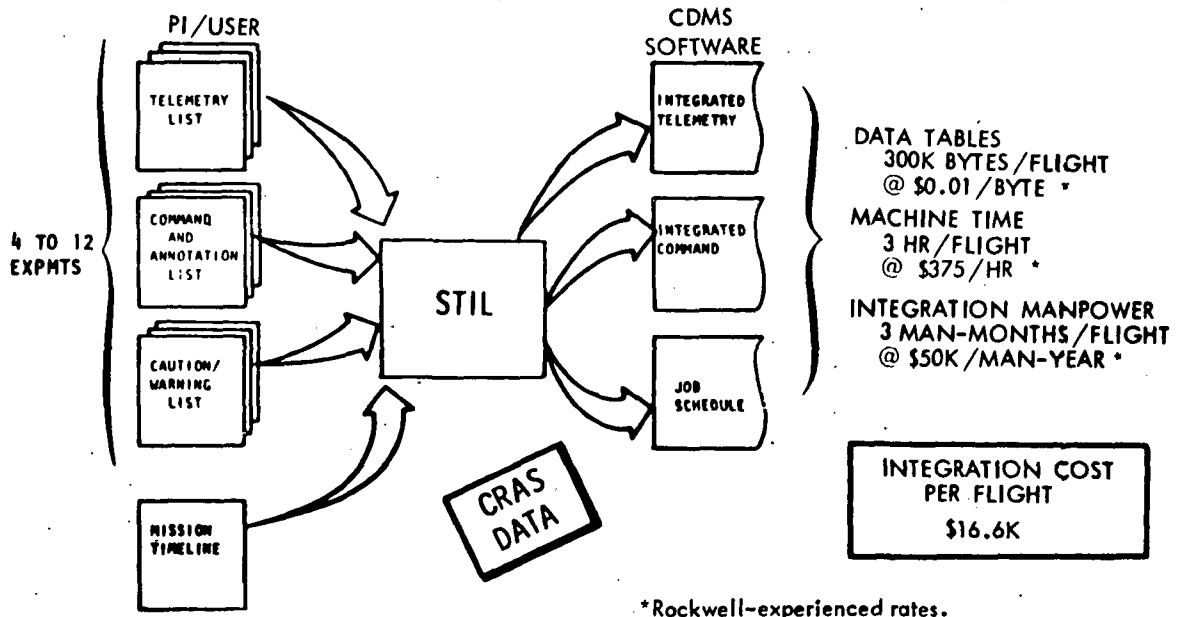 PI/USER
TELEMETRY
LIST
COMMAND
AND
ANNOTATION
LIST
CAUTION/
WARNING
LIST
MISSION
TIMELINE
4 TO 12
EXPMTS
STIL
CRAS
DATA
CDMS
SOFTWARE
INTEGRATED
TELEMETRY
INTEGRATED
COMMAND
JOB
SCHEDULE
DATA TABLES
300K BYTES/FLIGHT
@ $0.01/BYTE *
MACHINE TIME
3 HR/FLIGHT
@ $375/HR *
INTEGRATION MANPOWER
3 MAN-MONTHS/FLIGHT
@ $50K/MAN-YEAR *
INTEGRATION COST
PER FLIGHT
$16.6K
*Rockwell-experienced rates.